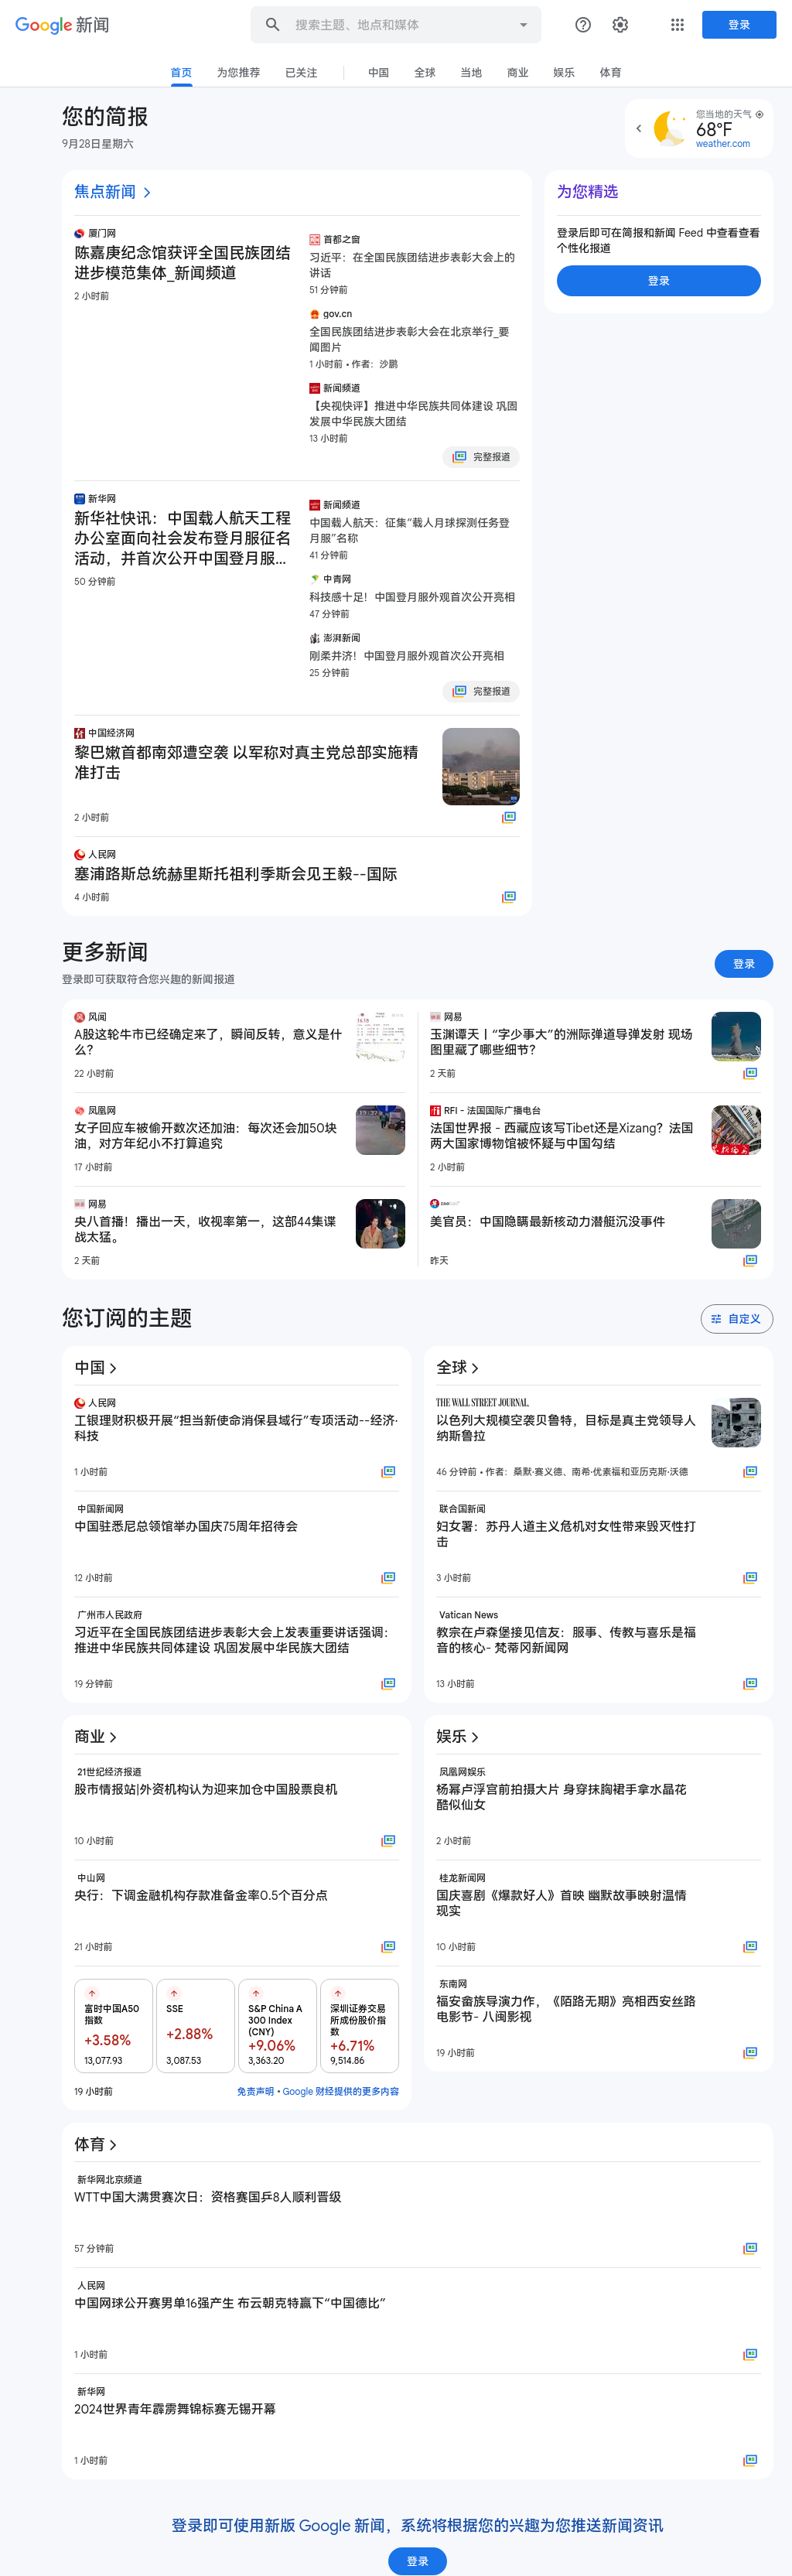 Google 新闻
搜索主题、地点和媒体
登录
首页
为您推荐
已关注
中国
全球
当地
商业
娱乐
体育
您的简报
9月28日星期六
您当地的天气
68°F
weather.com
焦点新闻
厦门网
陈嘉庚纪念馆获评全国民族团结
进步模范集体_新闻频道
2 小时前
首都之窗
习近平：在全国民族团结进步表彰大会上的
讲话
51 分钟前
gov.cn
全国民族团结进步表彰大会在北京举行_要
闻图片
1 小时前 • 作者：沙鹏
新闻频道
【央视快评】推进中华民族共同体建设 巩固
发展中华民族大团结
13 小时前
完整报道
新华网
新华社快讯：中国载人航天工程
办公室面向社会发布登月服征名
活动，并首次公开中国登月服...
50 分钟前
新闻频道
中国载人航天：征集“载人月球探测任务登
月服”名称
41 分钟前
中青网
科技感十足！中国登月服外观首次公开亮相
47 分钟前
澎湃新闻
刚柔并济！中国登月服外观首次公开亮相
25 分钟前
完整报道
中国经济网
黎巴嫩首都南郊遭空袭 以军称对真主党总部实施精
准打击
2 小时前
人民网
塞浦路斯总统赫里斯托祖利季斯会见王毅--国际
4 小时前
为您精选
登录后即可在简报和新闻 Feed 中查看查看
个性化报道
登录
更多新闻
登录即可获取符合您兴趣的新闻报道
登录
风闻
A股这轮牛市已经确定来了，瞬间反转，意义是什
么？
22 小时前
凤凰网
女子回应车被偷开数次还加油：每次还会加50块
油，对方年纪小不打算追究
17 小时前
网易
央八首播！播出一天，收视率第一，这部44集谍
战太猛。
2 天前
网易
玉渊谭天丨“字少事大”的洲际弹道导弹发射 现场
图里藏了哪些细节？
2 天前
RFI - 法国国际广播电台
法国世界报 - 西藏应该写Tibet还是Xizang？法国
两大国家博物馆被怀疑与中国勾结
2 小时前
美官员：中国隐瞒最新核动力潜艇沉没事件
昨天
您订阅的主题
自定义
中国
人民网
工银理财积极开展“担当新使命消保县域行”专项活动--经济·
科技
1 小时前
中国新闻网
中国驻悉尼总领馆举办国庆75周年招待会
12 小时前
广州市人民政府
习近平在全国民族团结进步表彰大会上发表重要讲话强调：
推进中华民族共同体建设 巩固发展中华民族大团结
19 分钟前
全球
THE WALL STREET JOURNAL.
以色列大规模空袭贝鲁特，目标是真主党领导人
纳斯鲁拉
46 分钟前 • 作者：桑默·赛义德、南希·优素福和亚历克斯·沃德
联合国新闻
妇女署：苏丹人道主义危机对女性带来毁灭性打
击
3 小时前
Vatican News
教宗在卢森堡接见信友：服事、传教与喜乐是福
音的核心- 梵蒂冈新闻网
13 小时前
商业
21世纪经济报道
股市情报站|外资机构认为迎来加仓中国股票良机
10 小时前
中山网
央行：下调金融机构存款准备金率0.5个百分点
21 小时前
富时中国A50
指数
+3.58%
13,077.93
SSE
+2.88%
3,087.53
S&P China A
300 Index
(CNY)
+9.06%
3,363.20
深圳证券交易
所成份股价指
数
+6.71%
9,514.86
19 小时前
免责声明 • Google 财经提供的更多内容
娱乐
凤凰网娱乐
杨幂卢浮宫前拍摄大片 身穿抹胸裙手拿水晶花
酷似仙女
2 小时前
桂龙新闻网
国庆喜剧《爆款好人》首映 幽默故事映射温情
现实
10 小时前
东南网
福安畲族导演力作，《陌路无期》亮相西安丝路
电影节- 八闽影视
19 小时前
体育
新华网北京频道
WTT中国大满贯赛次日：资格赛国乒8人顺利晋级
57 分钟前
人民网
中国网球公开赛男单16强产生 布云朝克特赢下“中国德比”
1 小时前
新华网
2024世界青年霹雳舞锦标赛无锡开幕
1 小时前
登录即可使用新版 Google 新闻，系统将根据您的兴趣为您推送新闻资讯
登录